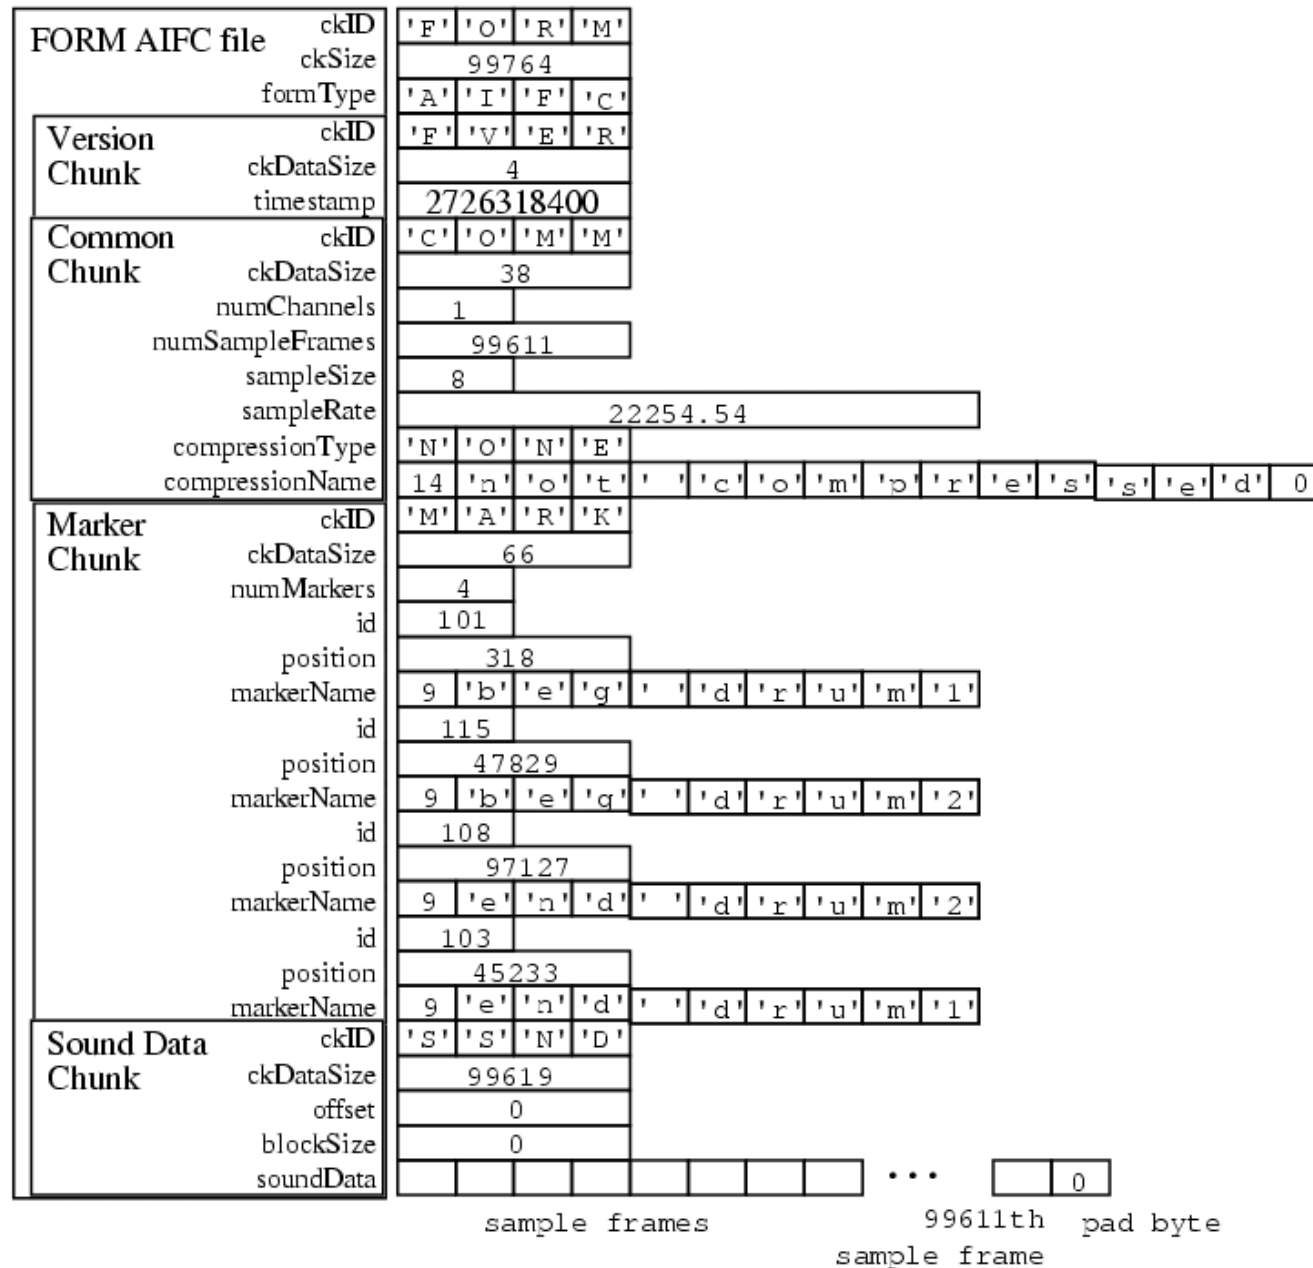 FORM AIFC file ckID 'F' 'O' 'R' 'M'
ckSize 99764
formType 'A' 'I' 'F' 'C'
Version ckID 'F' 'V' 'E' 'R'
Chunk ckDataSize 4
timestamp 2726318400
Common ckID 'C' 'O' 'M' 'M'
Chunk ckDataSize 38
numChannels 1
numSampleFrames 99611
sampleSize 8
sampleRate 22254.54
compressionType 'N' 'O' 'N' 'E'
compressionName 14 'n' 'o' 't' ' ' 'c' 'o' 'm' 'p' 'r' 'e' 's' 's' 'e' 'd' 0
Marker ckID 'M' 'A' 'R' 'K'
Chunk ckDataSize 66
numMarkers 4
id 101
position 318
markerName 9 'b' 'e' 'g' ' ' 'd' 'r' 'u' 'm' '1'
id 115
position 47829
markerName 9 'b' 'e' 'g' ' ' 'd' 'r' 'u' 'm' '2'
id 108
position 97127
markerName 9 'e' 'n' 'd' ' ' 'd' 'r' 'u' 'm' '2'
id 103
position 45233
markerName 9 'e' 'n' 'd' ' ' 'd' 'r' 'u' 'm' '1'
Sound Data ckID 'S' 'S' 'N' 'D'
Chunk ckDataSize 99619
offset 0
blockSize 0
soundData ... 0
sample frames 99611th pad byte
sample frame